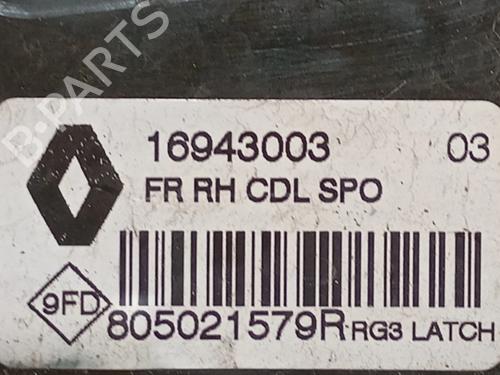 B-PARTS
16943003 03
FR RH CDL SPO
9FD
805021579R RG3 LATCH